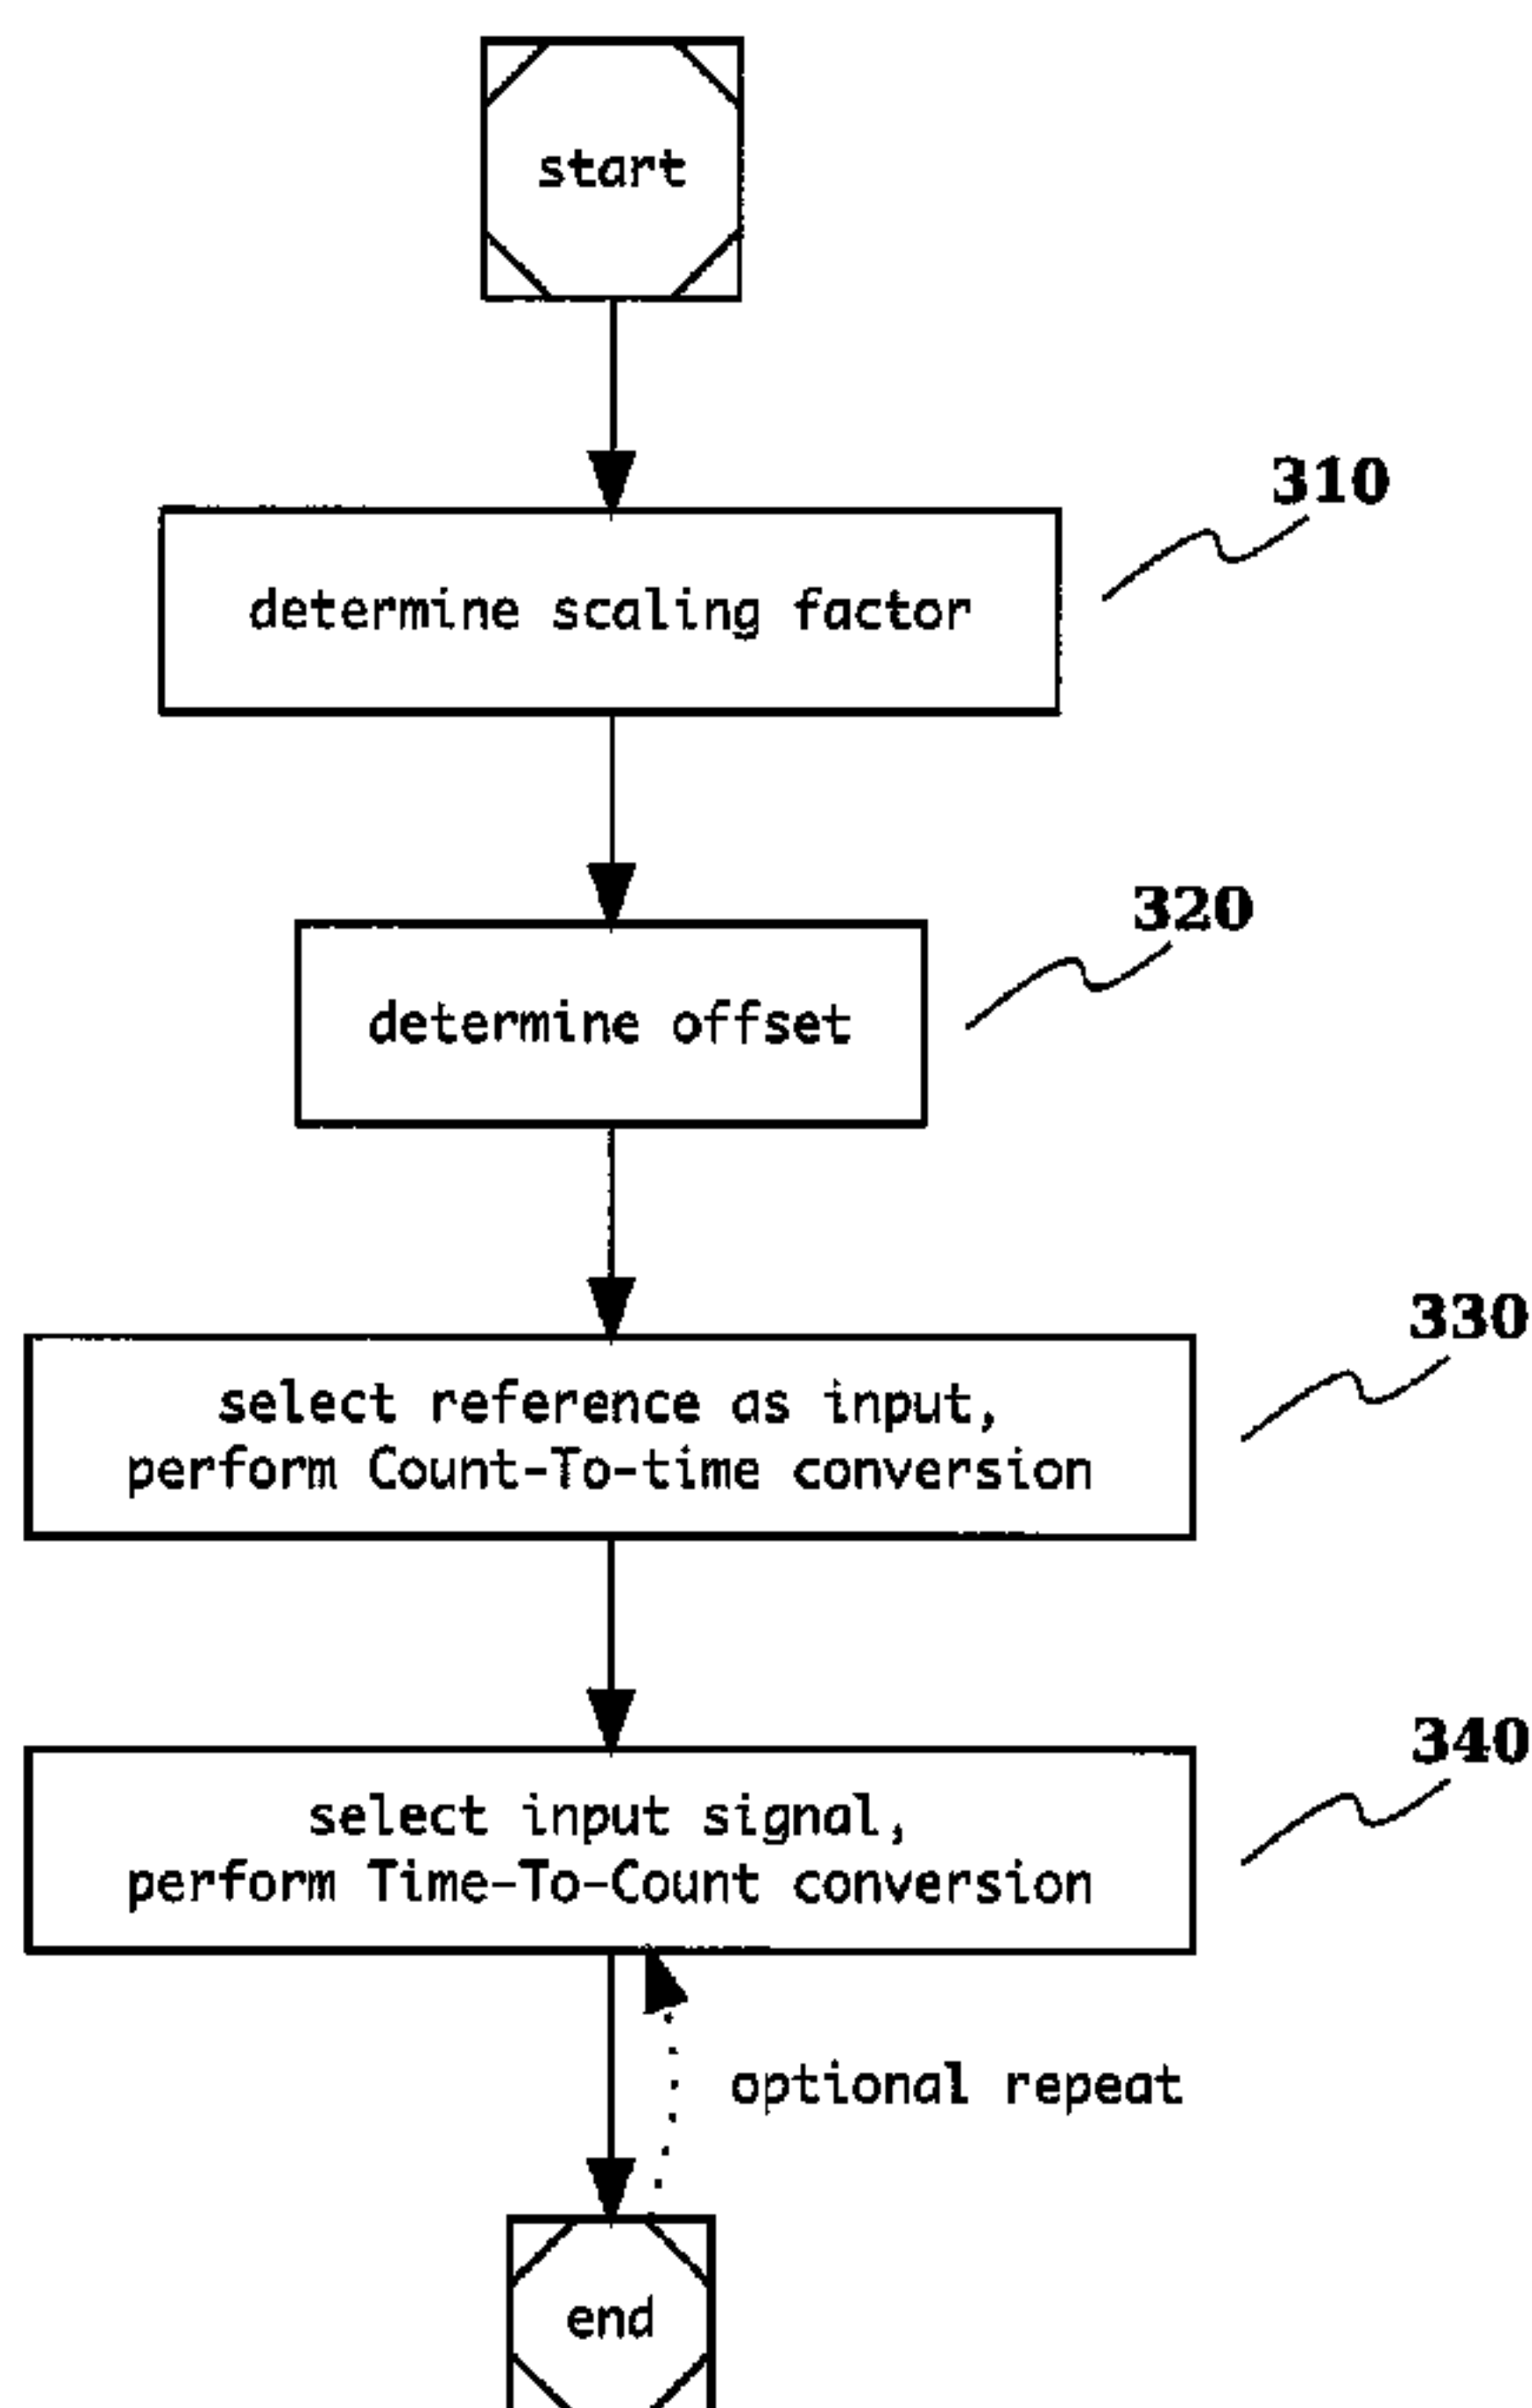 start
310
determine scaling factor
320
determine offset
330
select reference as input,
perform Count-To-time conversion
340
select input signal,
perform Time-To-Count conversion
optional repeat
end